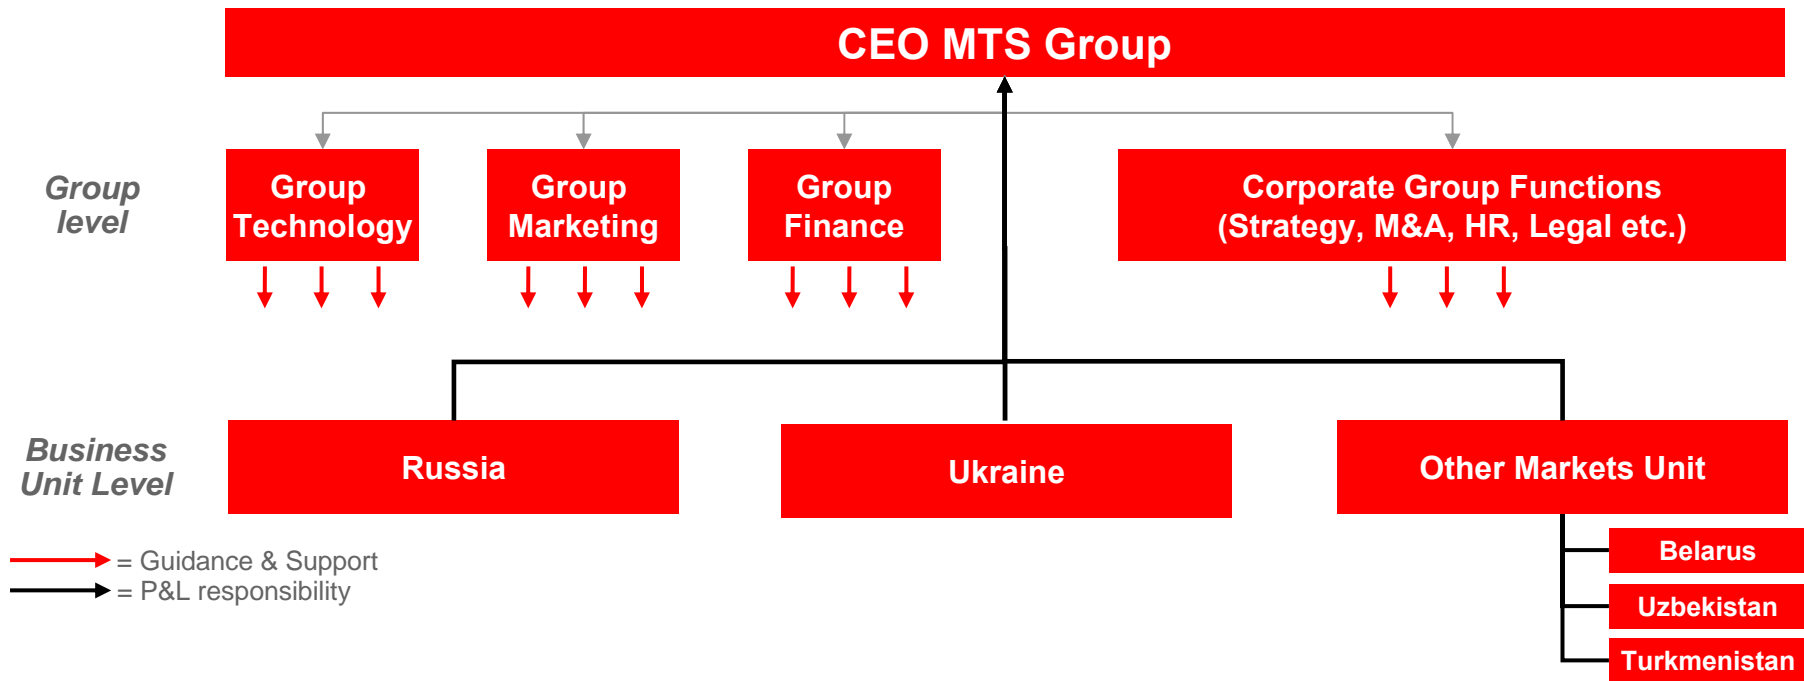 CEO MTS Group
Group
level
Group
Technology
Group
Marketing
Group
Finance
Corporate Group Functions
(Strategy, M&A, HR, Legal etc.)
Business
Unit Level
Russia
Ukraine
Other Markets Unit
= Guidance & Support
= P&L responsibility
Belarus
Uzbekistan
Turkmenistan